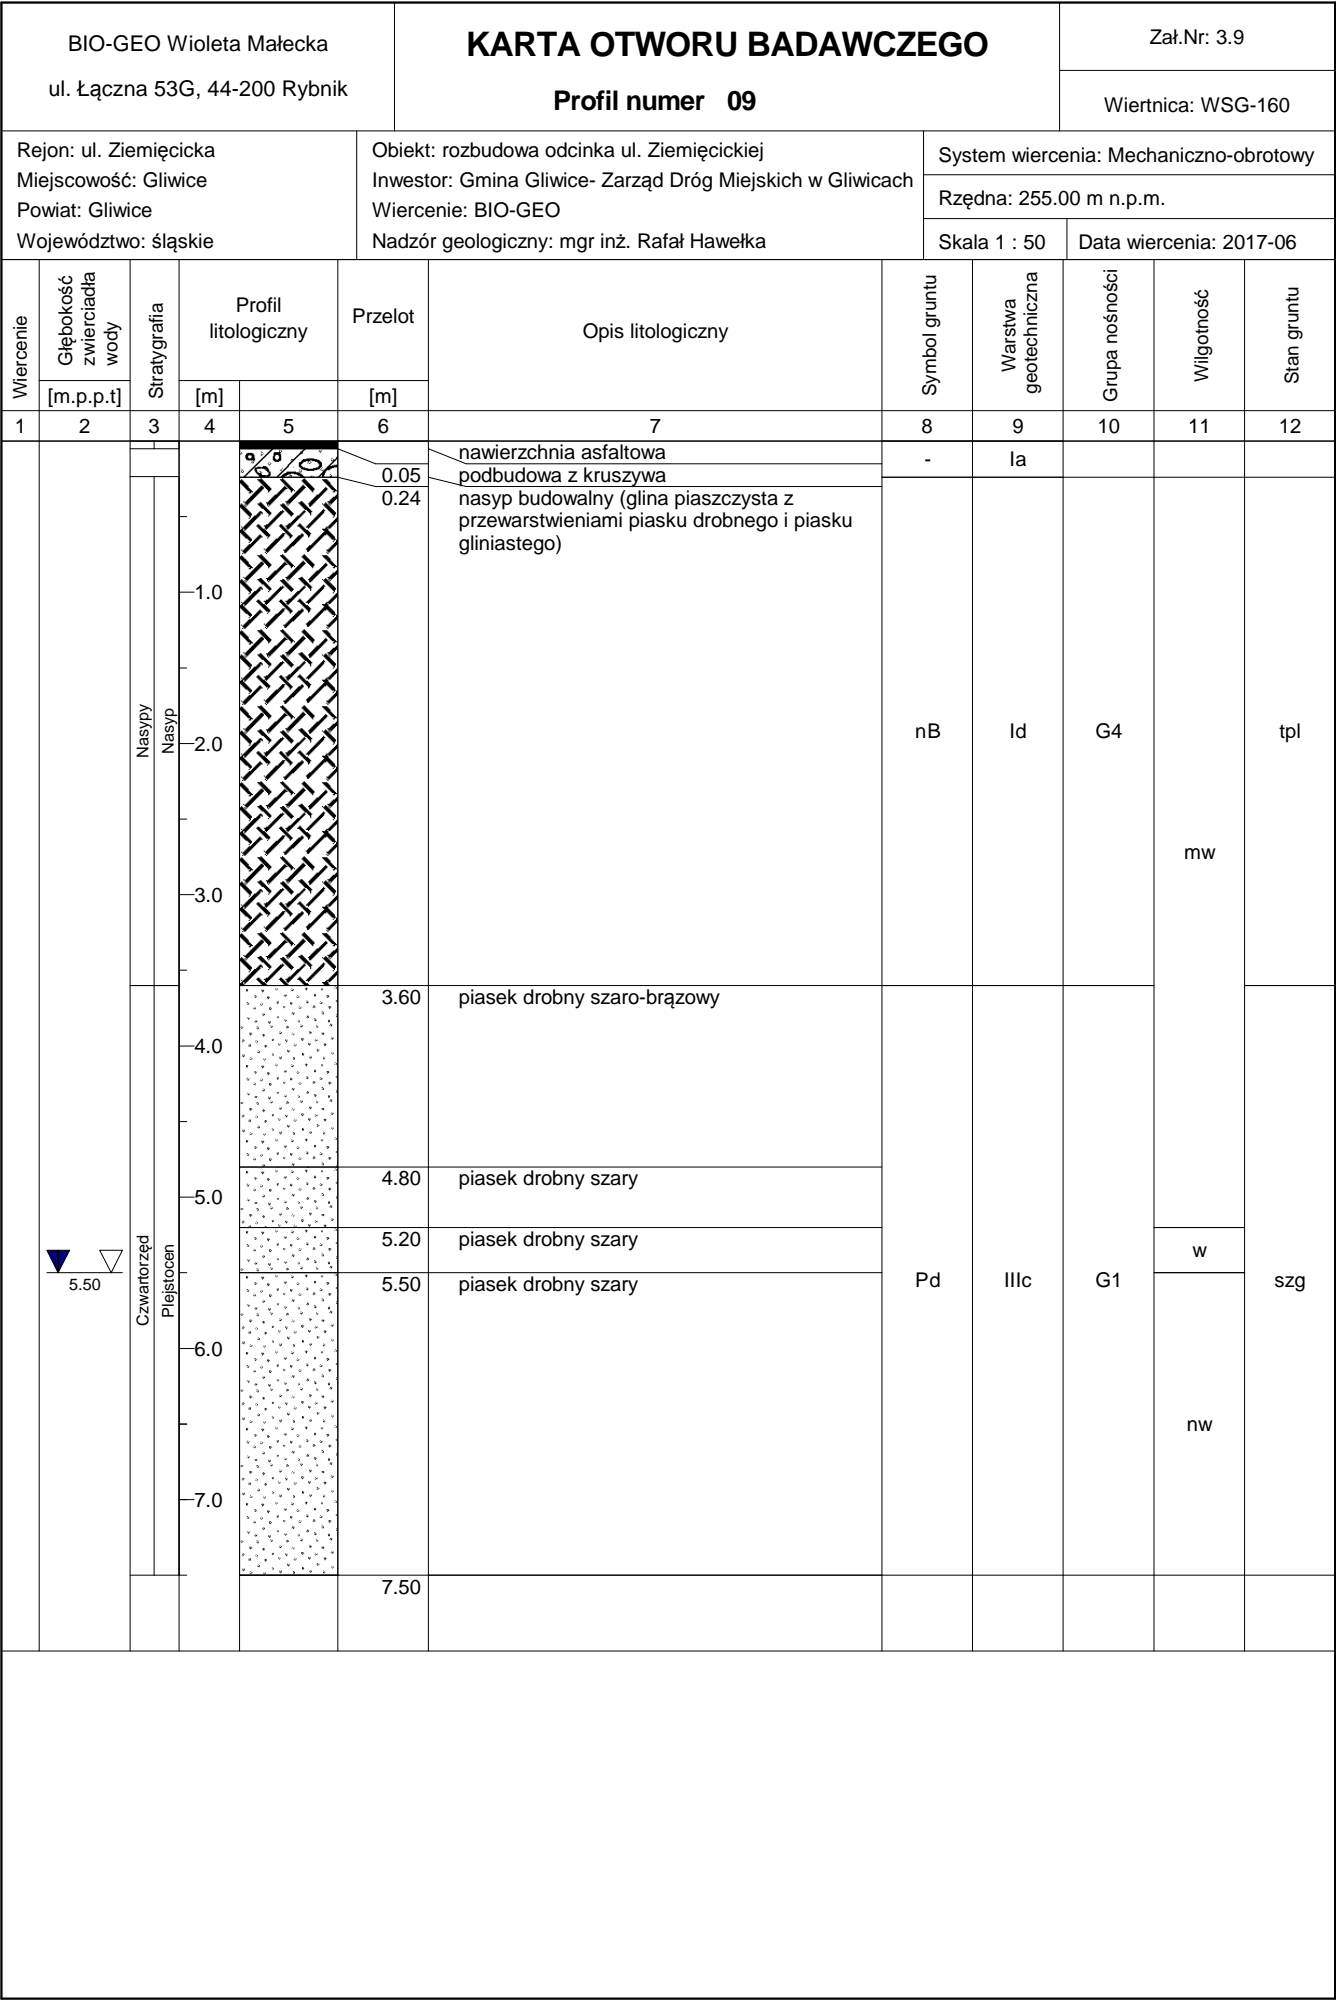 BIO-GEO Wioleta Małecka
ul. Łączna 53G, 44-200 Rybnik
KARTA OTWORU BADAWCZEGO
Profil numer 09
Zał.Nr: 3.9
Wiertnica: WSG-160
Rejon: ul. Ziemięcicka
Miejscowość: Gliwice
Powiat: Gliwice
Województwo: śląskie
Obiekt: rozbudowa odcinka ul. Ziemięcickiej
Inwestor: Gmina Gliwice- Zarząd Dróg Miejskich w Gliwicach
Wiercenie: BIO-GEO
Nadzór geologiczny: mgr inż. Rafał Hawełka
System wiercenia: Mechaniczno-obrotowy
Rzędna: 255.00 m n.p.m.
Skala 1 : 50
Data wiercenia: 2017-06
Wiercenie
Głębokość
zwierciadła
wody
[m.p.p.t]
Stratygrafia
Profil
litologiczny
[m]
Przelot
[m]
Opis litologiczny
Symbol gruntu
Warstwa
geotechniczna
Grupa nośności
Wilgotność
Stan gruntu
1 2 3 4 5 6 7 8 9 10 11 12
nawierzchnia asfaltowa
- Ia
0.05 podbudowa z kruszywa
0.24 nasyp budowalny (glina piaszczysta z
przewarstwieniami piasku drobnego i piasku
gliniastego)
1.0
Nasypy
Nasyp
2.0
nB Id G4 tpl
mw
3.0
3.60 piasek drobny szaro-brązowy
4.0
4.80 piasek drobny szary
5.0
5.20 piasek drobny szary
w
5.50
Czwartorzęd
Plejstocen
5.50 piasek drobny szary
Pd IIIc G1 szg
6.0
nw
7.0
7.50